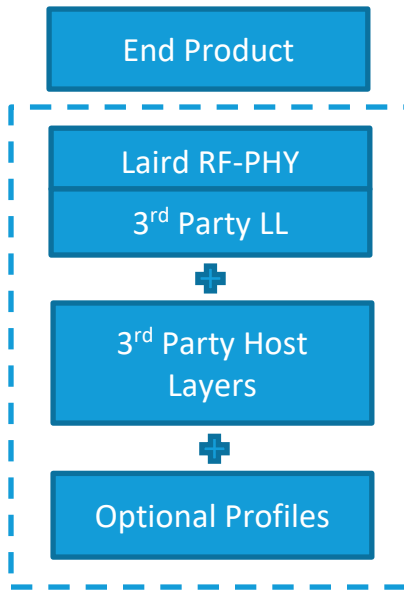 End Product
Laird RF-PHY
3rd Party LL
3rd Party Host
Layers
Optional Profiles